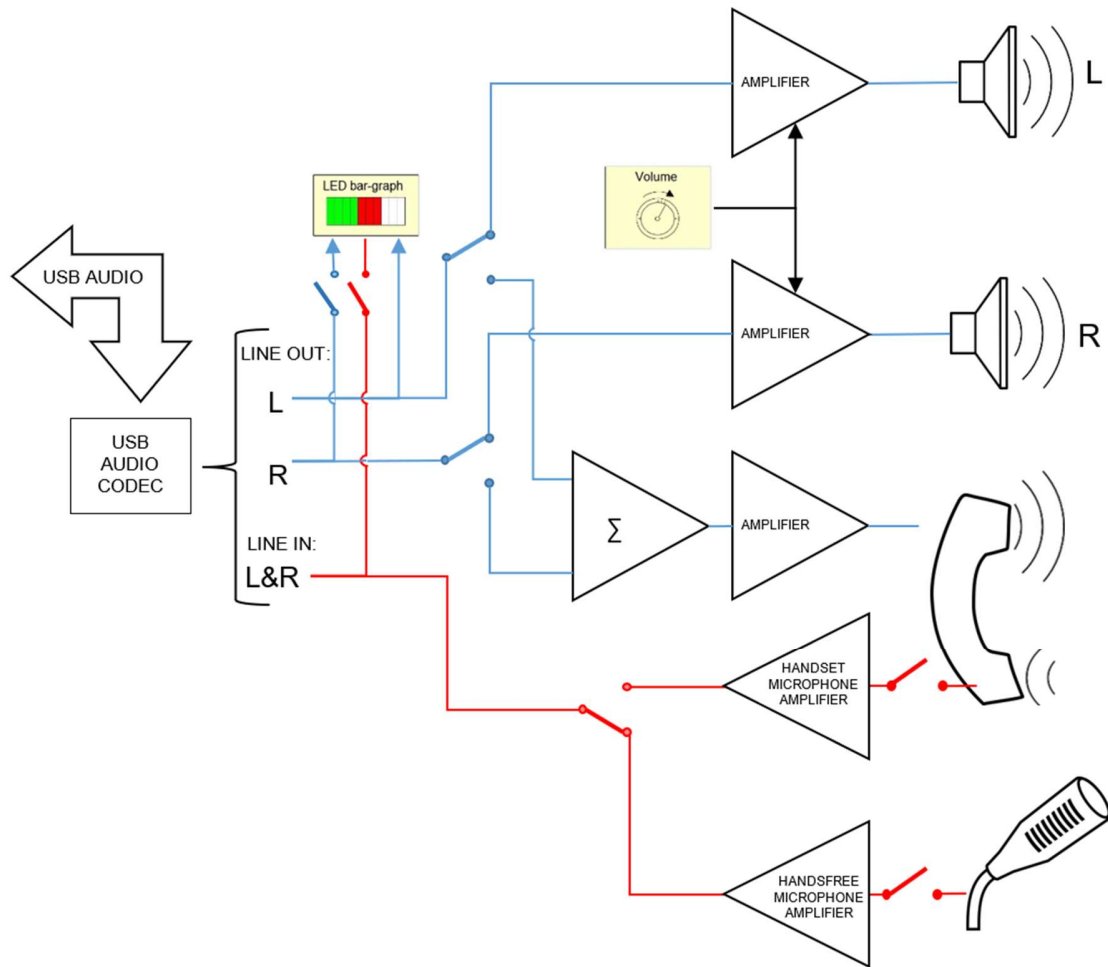 AMPLIFIER
L
LED bar-graph
Volume
USB AUDIO
AMPLIFIER
R
LINE OUT:
L
USB
AUDIO
CODEC
R
∑
AMPLIFIER
LINE IN:
L&R
HANDSET
MICROPHONE
AMPLIFIER
HANDSFREE
MICROPHONE
AMPLIFIER